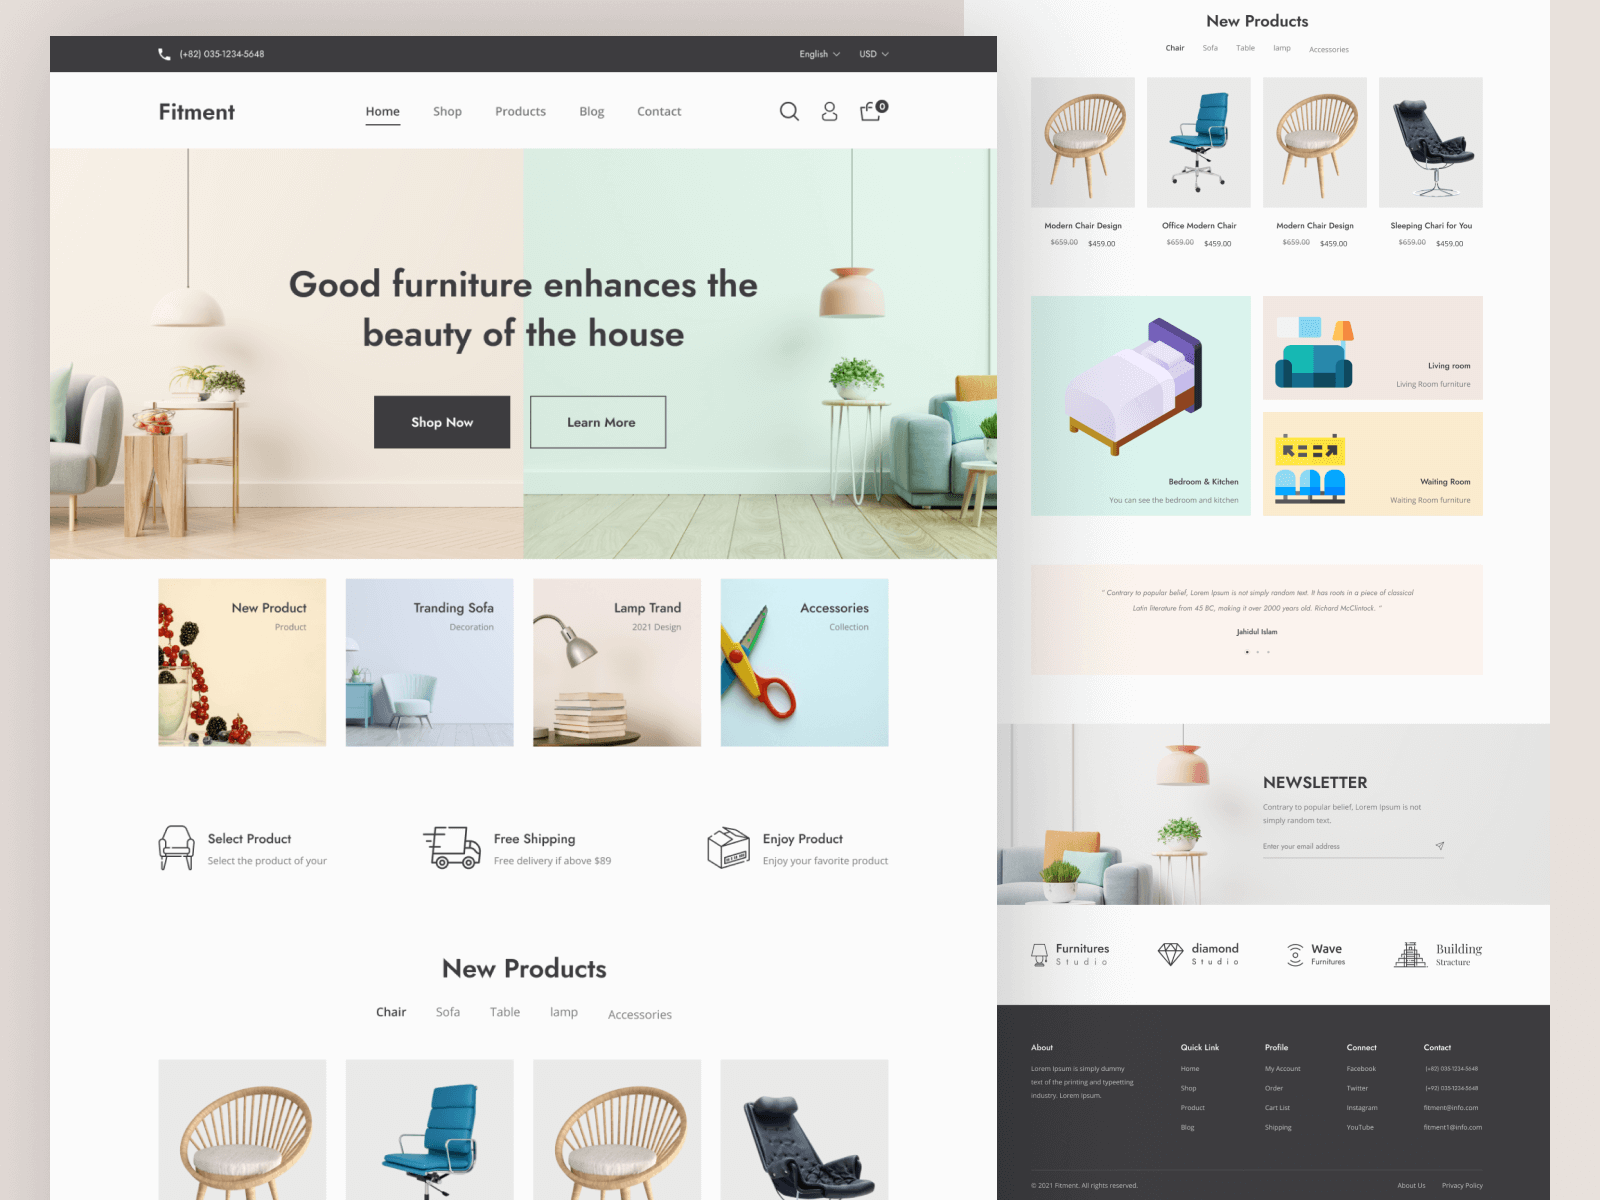 (+82) 035-1234-5648
English
USD
Fitment
Home
Shop
Products
Blog
Contact
0
Good furniture enhances the
beauty of the house
Shop Now
Learn More
New Product
Product
Tranding Sofa
Decoration
Lamp Trand
2021 Design
Accessories
Collection
Select Product
Select the product of your
Free Shipping
Free delivery if above $89
Enjoy Product
Enjoy your favorite product
New Products
Chair
Sofa
Table
lamp
Accessories
New Products
Chair
Sofa
Table
lamp
Accessories
Modern Chair Design
$659.00 $459.00
Office Modern Chair
$659.00 $459.00
Modern Chair Design
$659.00 $459.00
Sleeping Chari for You
$659.00 $459.00
Bedroom & Kitchen
You can see the bedroom and kitchen
Living room
Living Room furniture
Waiting Room
Waiting Room furniture
" Contrary to popular belief, Lorem Ipsum is not simply random text. It has roots in a piece of classical
Latin literature from 45 BC, making it over 2000 years old. Richard McClintock. "
Jahidul Islam
NEWSLETTER
Contrary to popular belief, Lorem Ipsum is not
simply random text.
Enter your email address
Furnitures
Studio
diamond
Studio
Wave
Furnitures
Building
Stracture
About
Lorem Ipsum is simply dummy
text of the printing and typeetting
industry. Lorem Ipsum.
Quick Link
Home
Shop
Product
Blog
Profile
My Account
Order
Cart List
Shipping
Connect
Facebook
Twitter
Instagram
YouTube
Contact
(+82) 035-1234-5648
(+92) 035-1234-5648
fitment@info.com
fitment1@info.com
© 2021 Fitment. All rights reserved.
About Us
Privacy Policy